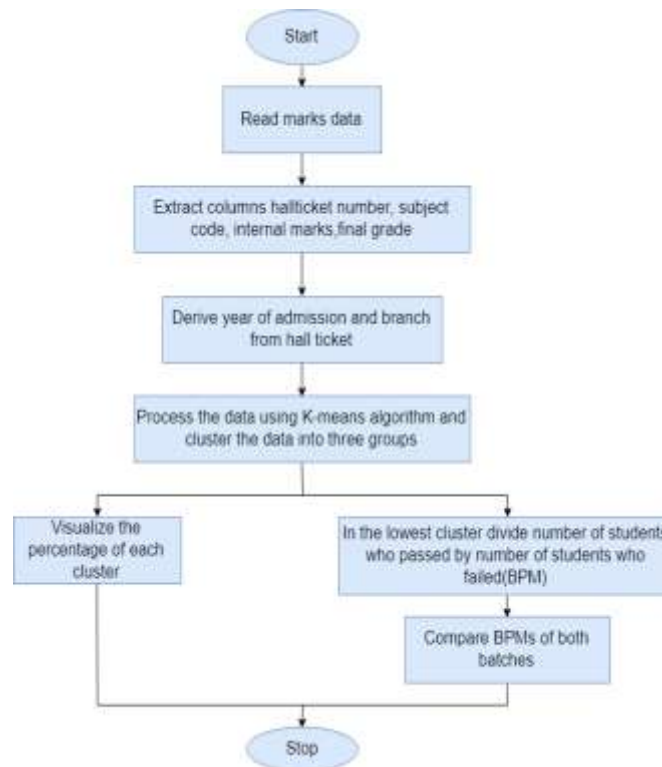 Start
Read marks data
Extract columns hallticket number, subject
code, internal marks,final grade
Derive year of admission and branch
from hall ticket
Process the data using K-means algorithm and
cluster the data into three groups
Visualize the
percentage of each
cluster
In the lowest cluster divide number of students
who passed by number of students who
failed(BPM)
Compare BPMs of both
batches
Stop